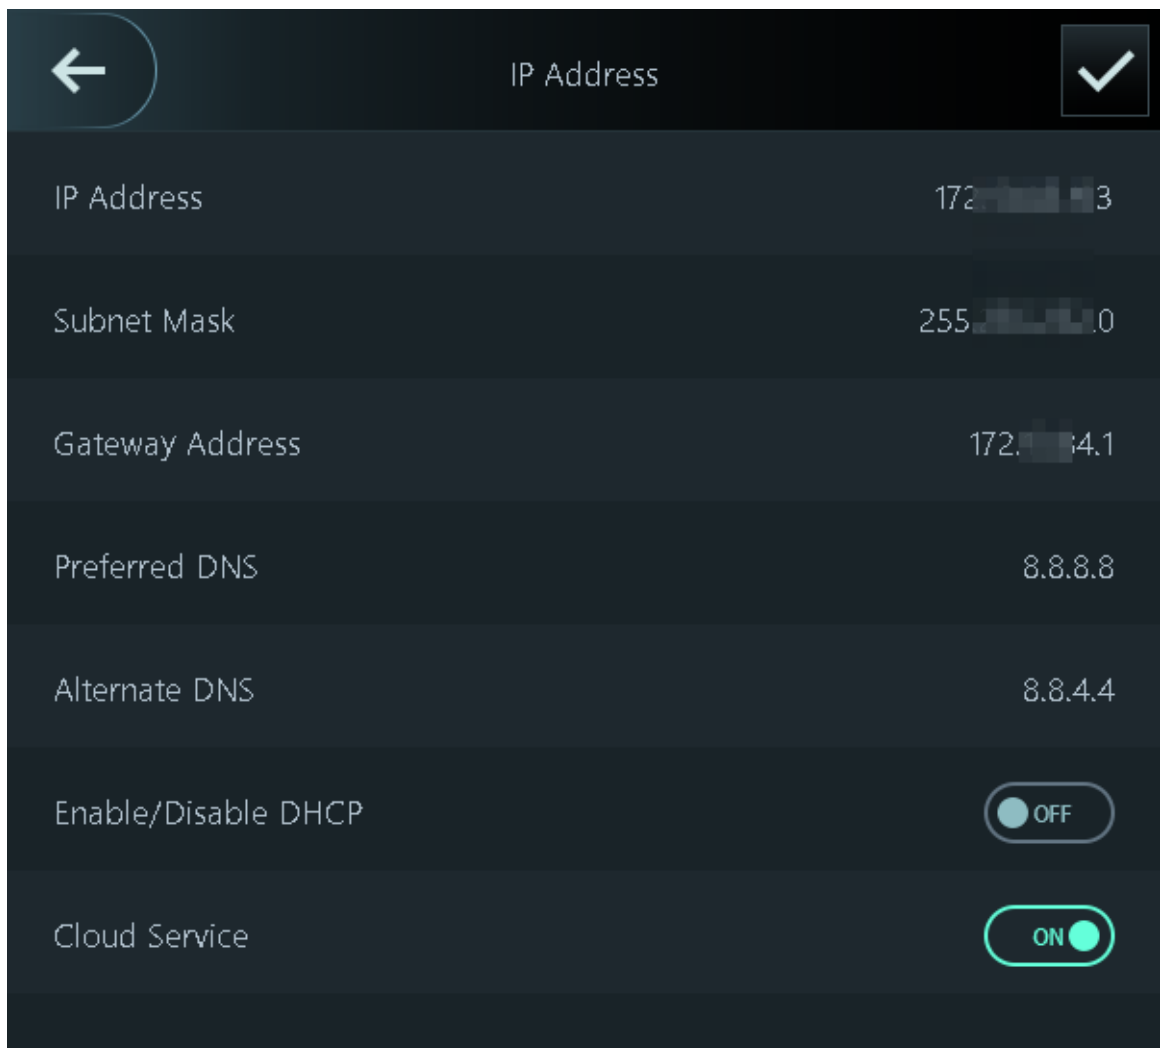 IP Address
IP Address
Subnet Mask
Gateway Address
Preferred DNS 8.8.8.8
Alternate DNS 8.8.4.4
Enable/Disable DHCP OFF
Cloud Service ON